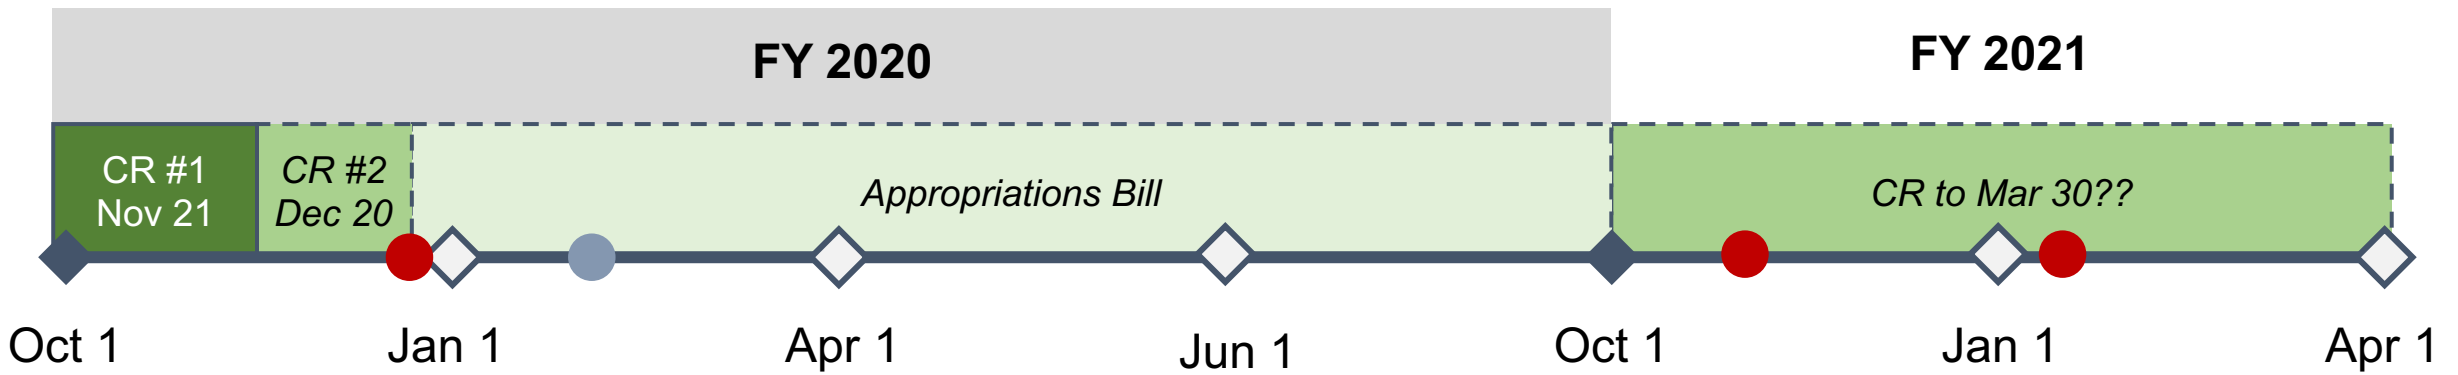 FY 2020
FY 2021
CR #1
Nov 21
CR #2
Dec 20
Appropriations Bill
CR to Mar 30??
Oct 1
Jan 1
Apr 1
Jun 1
Oct 1
Jan 1
Apr 1